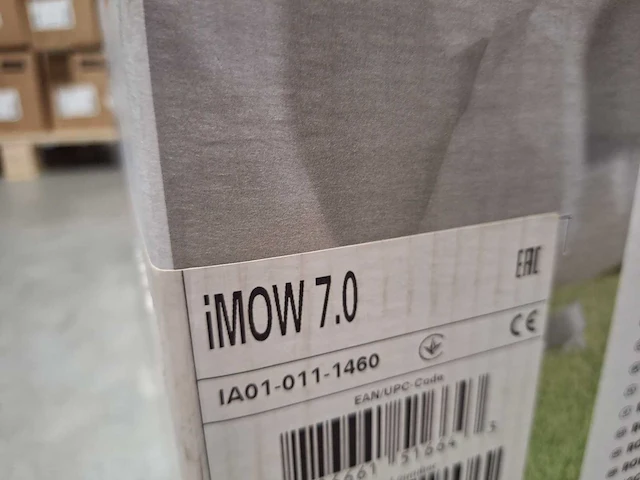 iMOW 7.0
EAC
IA01-011-1460
CE
EAN/UPC-Code